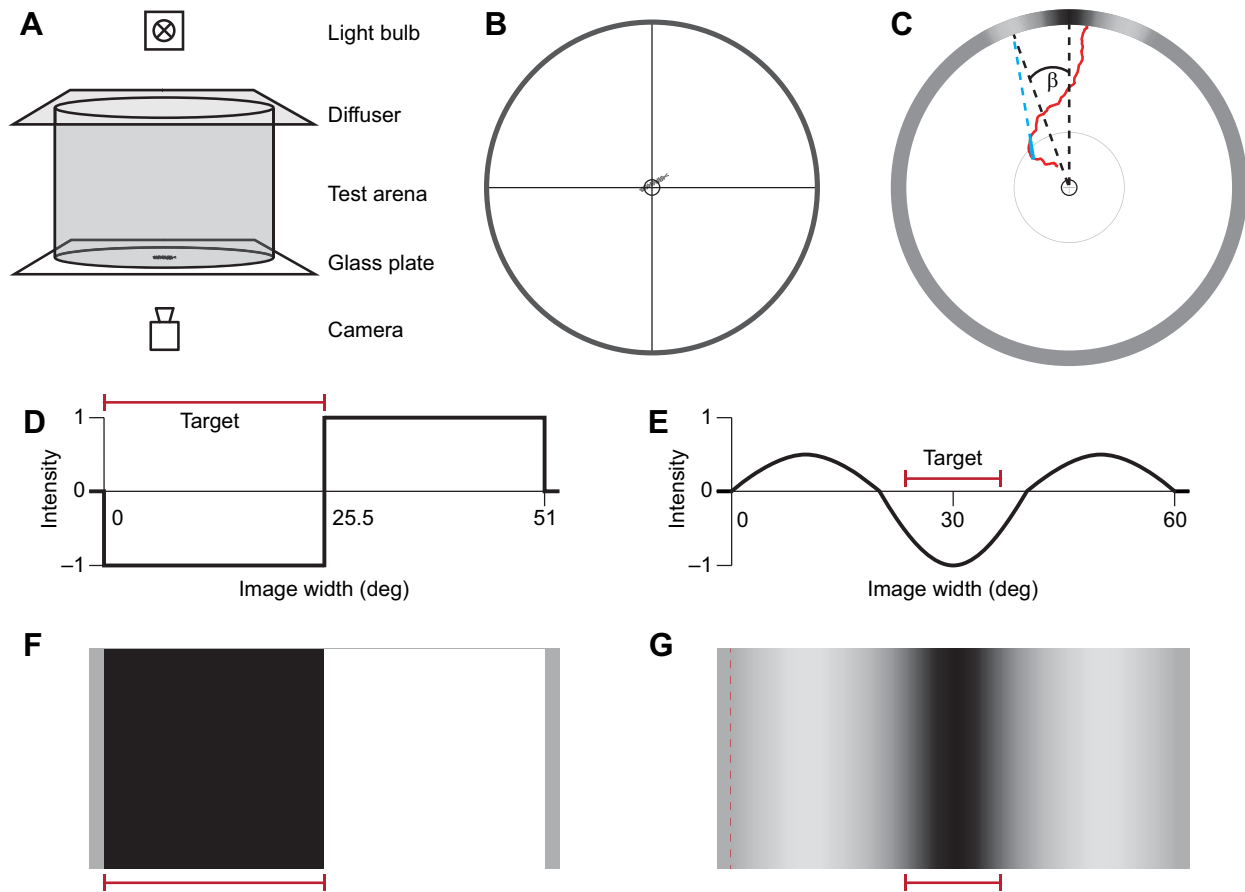 A
Light bulb
Diffuser
Test arena
Glass plate
Camera
B
C
β
D
Target
Intensity
1
0
–1
0
25.5
51
Image width (deg)
E
Target
Intensity
1
0
–1
0
30
60
Image width (deg)
F
G